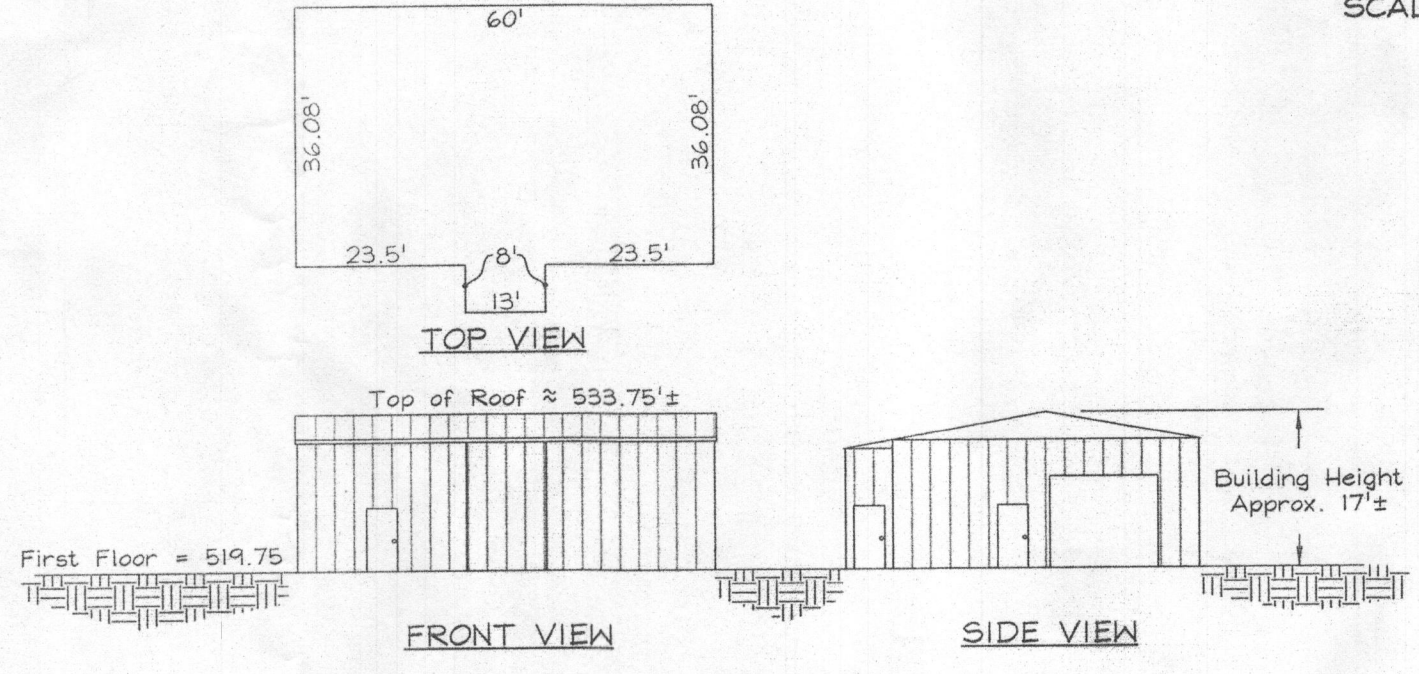 SCAL
60'
36.08'
36.08'
23.5'
8'
23.5'
13'
TOP VIEW
Top of Roof ≈ 533.75'±
Building Height
Approx. 17'±
First Floor = 519.75
FRONT VIEW
SIDE VIEW